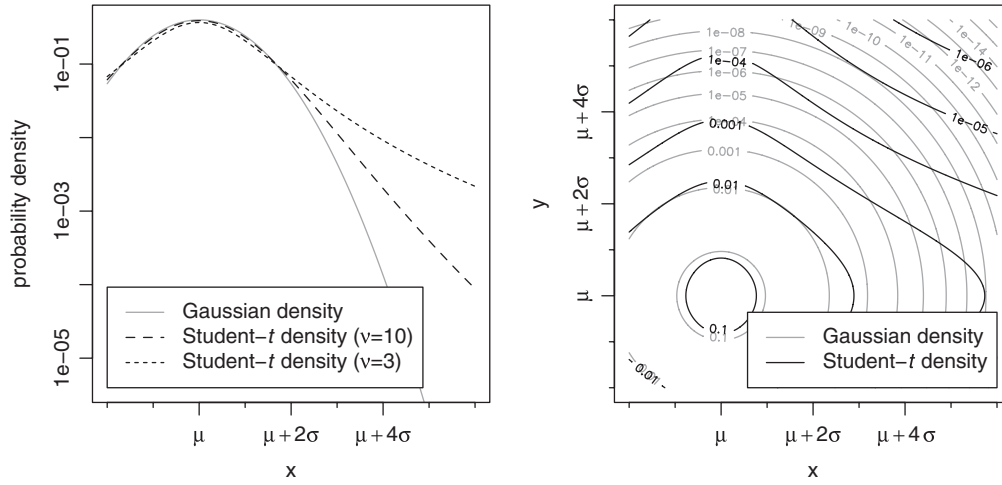 probability density
1e−01
1e−03
1e−05
Gaussian density
Student−t density (ν=10)
Student−t density (ν=3)
μ
μ+2σ
μ+4σ
x
y
μ+4σ
μ+2σ
μ
1e−08
1e−09
1e−10
1e−11
1e−12
1e−14
1e−07
1e−06
1e−05
1e−04
0.001
0.01
0.1
1e−06
1e−05
1e−04
0.001
0.01
0.1
0.01
Gaussian density
Student−t density
μ
μ+2σ
μ+4σ
x